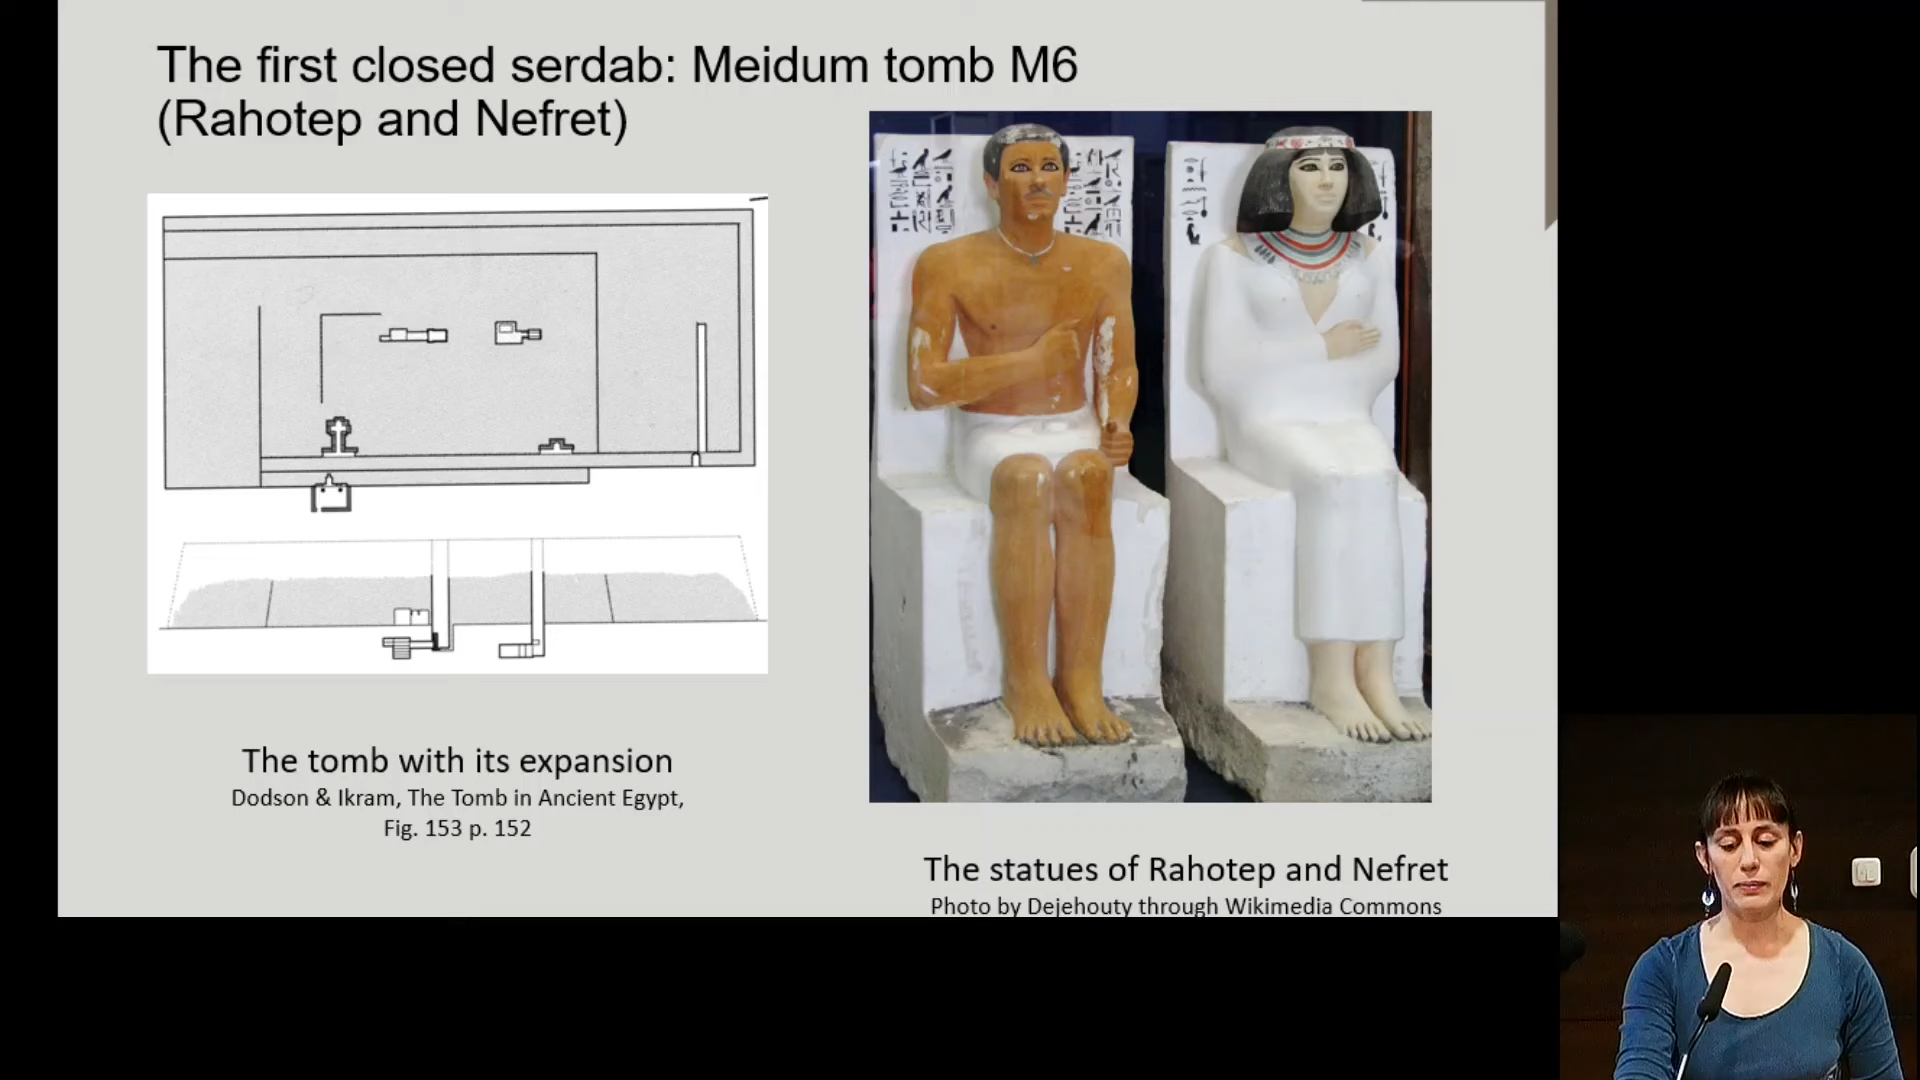 The first closed serdab: Meidum tomb M6
(Rahotep and Nefret)
The tomb with its expansion
Dodson & Ikram, The Tomb in Ancient Egypt,
Fig. 153 p. 152
The statues of Rahotep and Nefret
Photo by Dejehouty through Wikimedia Commons